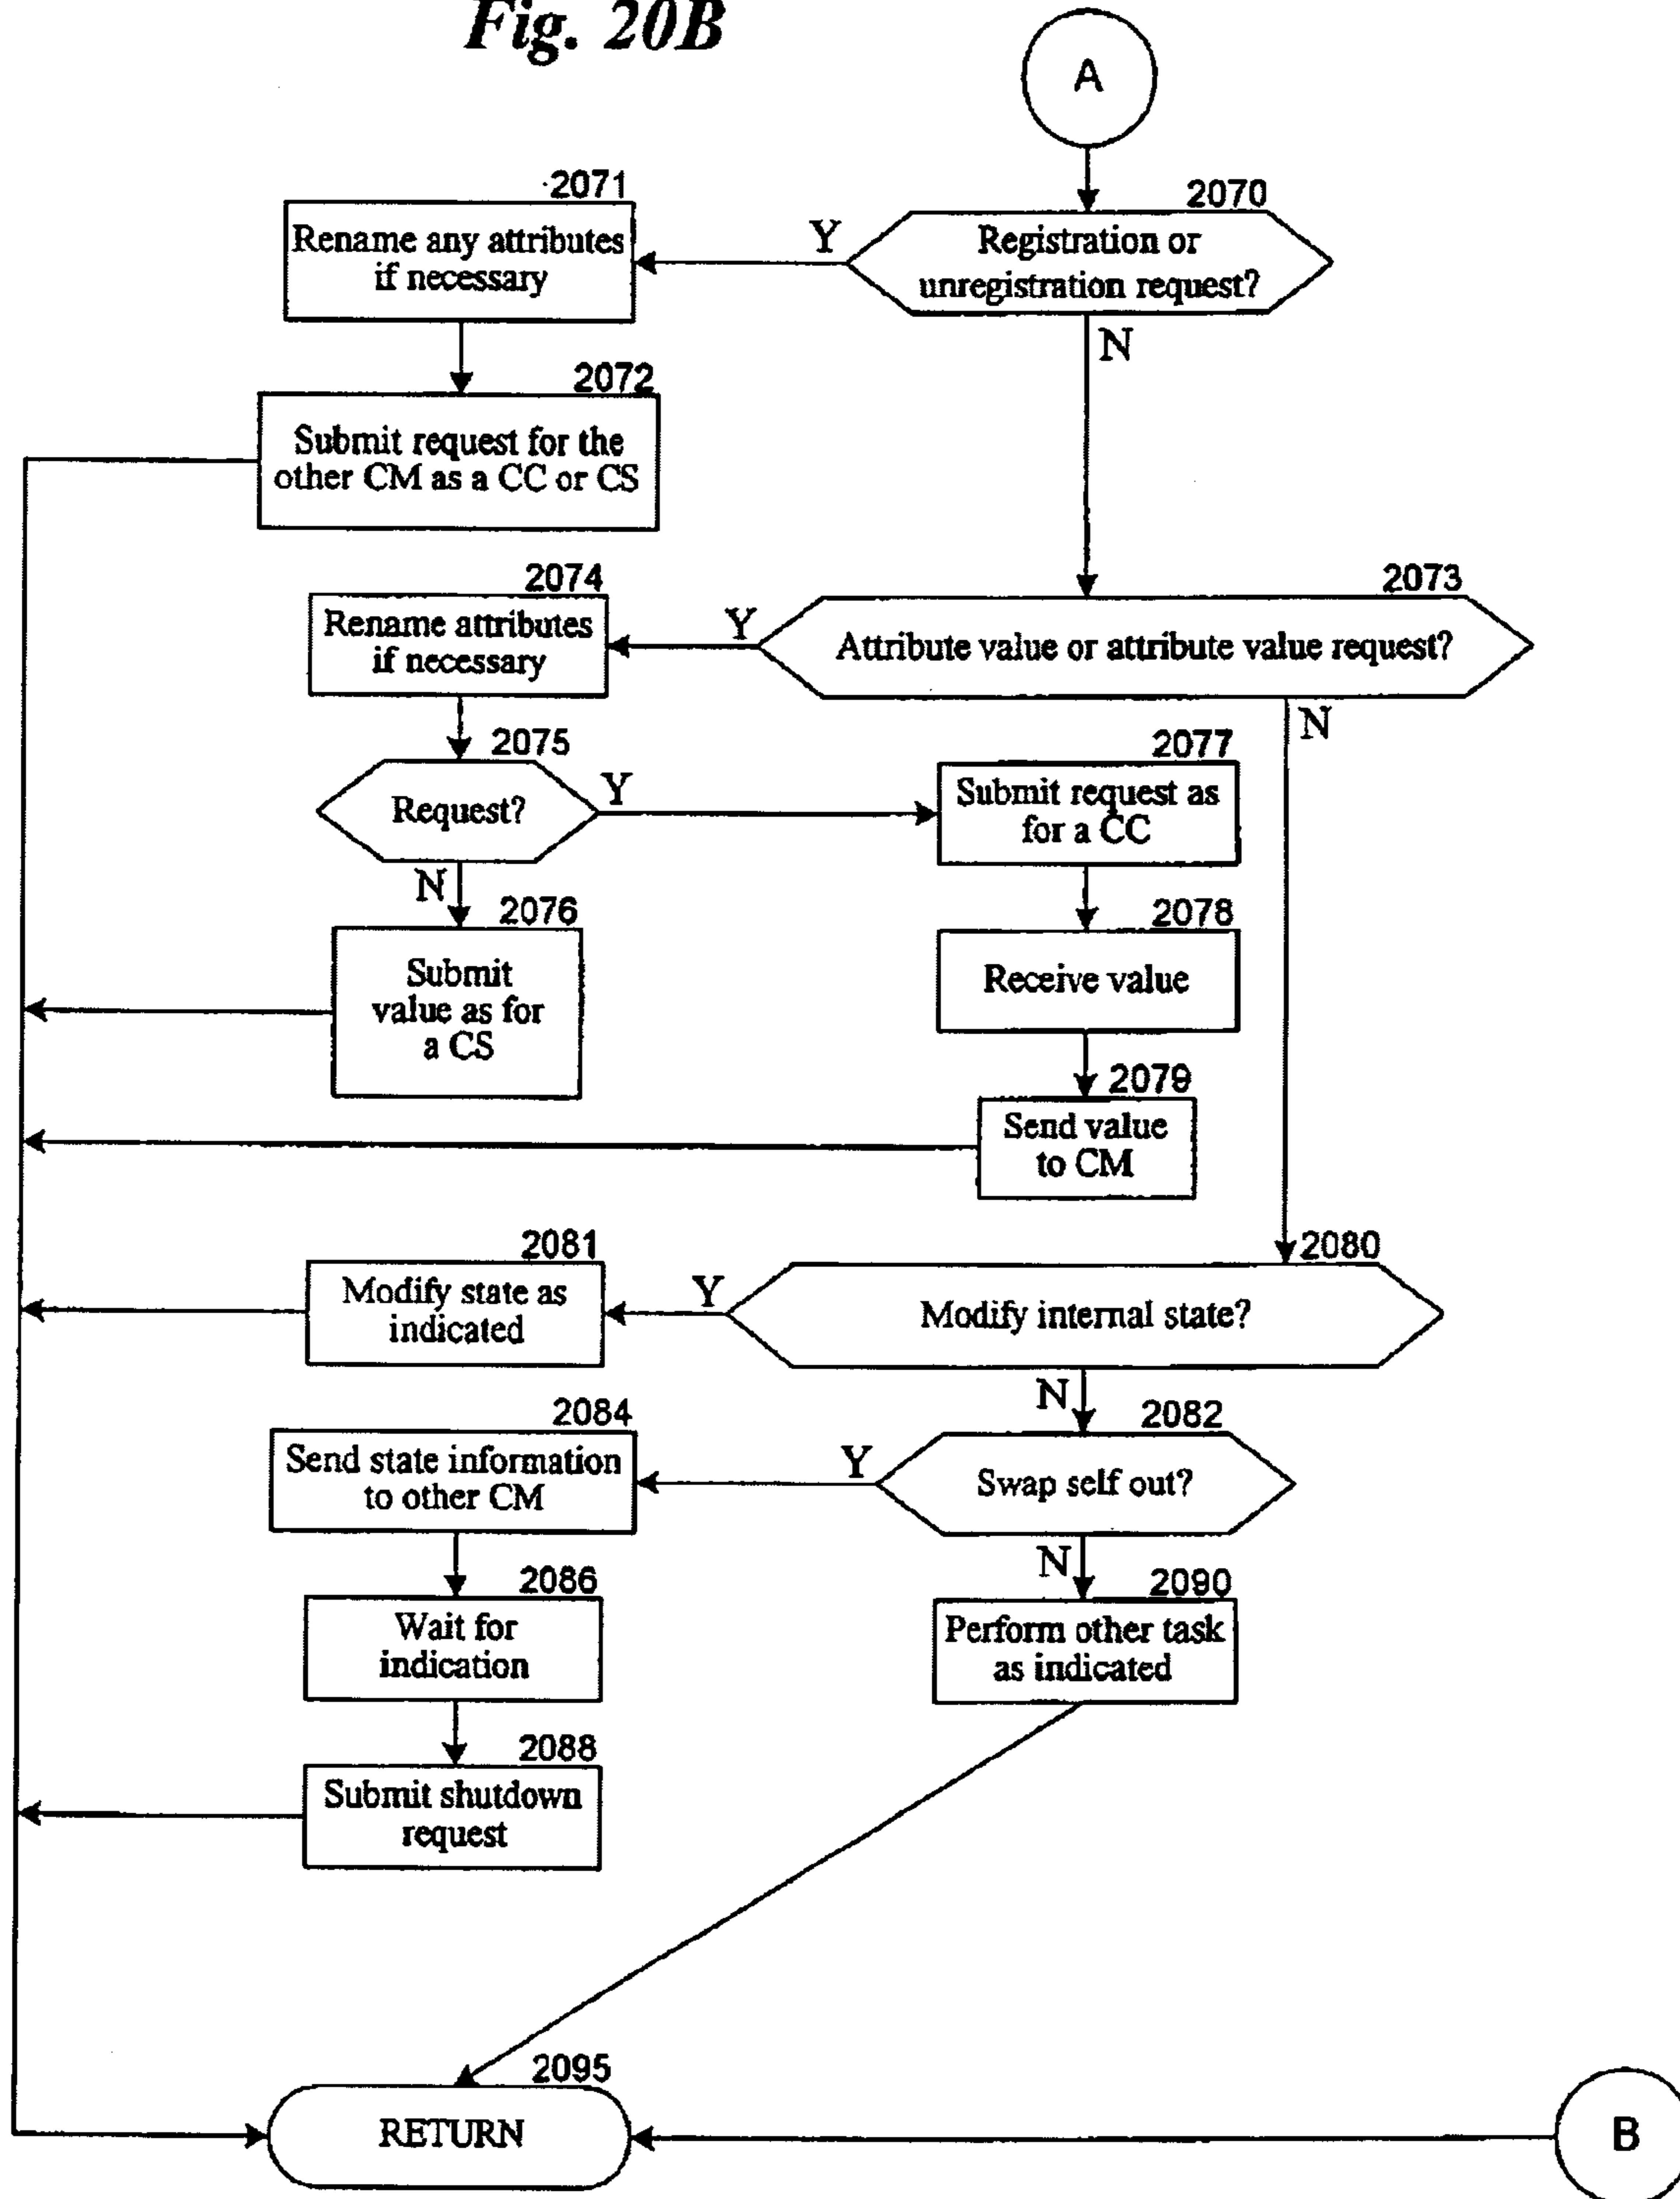 Fig. 20B
A
2070
Registration or
unregistration request?
Y
N
2071
Rename any attributes
if necessary
2072
Submit request for the
other CM as a CC or CS
2073
Attribute value or attribute value request?
Y
N
2074
Rename attributes
if necessary
2075
Request?
Y
N
2076
Submit
value as for
a CS
2077
Submit request as
for a CC
2078
Receive value
2079
Send value
to CM
2080
Modify internal state?
Y
N
2081
Modify state as
indicated
2082
Swap self out?
Y
N
2084
Send state information
to other CM
2086
Wait for
indication
2088
Submit shutdown
request
2090
Perform other task
as indicated
2095
RETURN
B